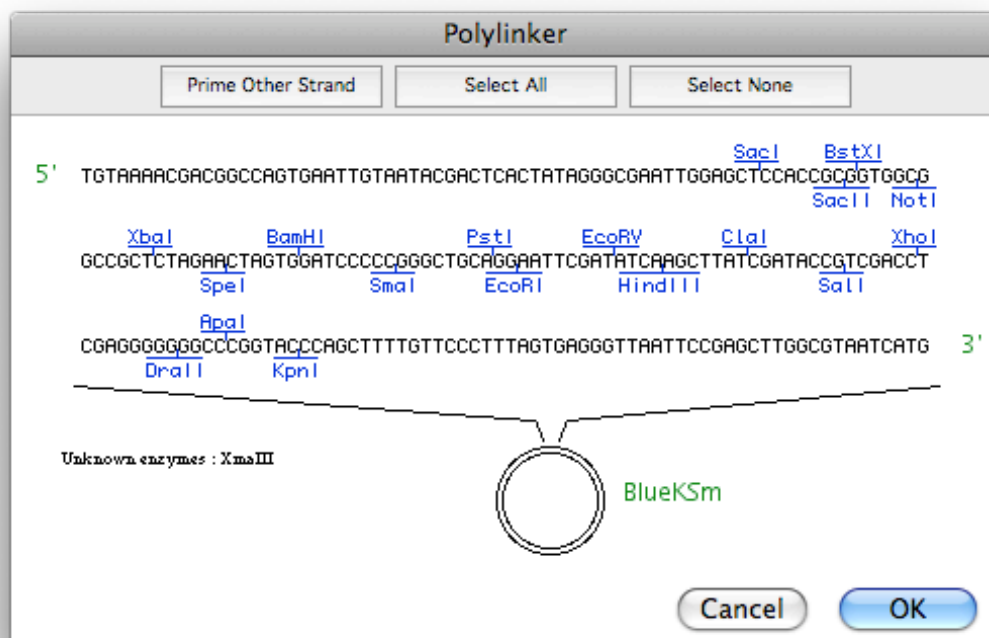 Polylinker
Prime Other Strand Select All Select None
SacI BstXI
5' TGTAAAACGACGGCCAGTGAATTGTAATACGACTCACTATAGGGCGAATTGGAGCTCCACCGCGGTGGCG
SacII NotI
XbaI BamHI PstI EcoRV ClaI XhoI
GCCGCTCTAGAACTAGTGGATCCCCCGGGCTGCAGGAATTCGATATCAAGCTTATCGATACCGTCGACCT
SpeI SmaI EcoRI HindIII SalI
ApaI
CGAGGGGGGGCCCGGTACCCAGCTTTTGTTCCCTTTAGTGAGGGTTAATTCCGAGCTTGGCGTAATCATG 3'
DraII KpnI
Unknown enzymes : XmaIII
BlueKSm
Cancel OK